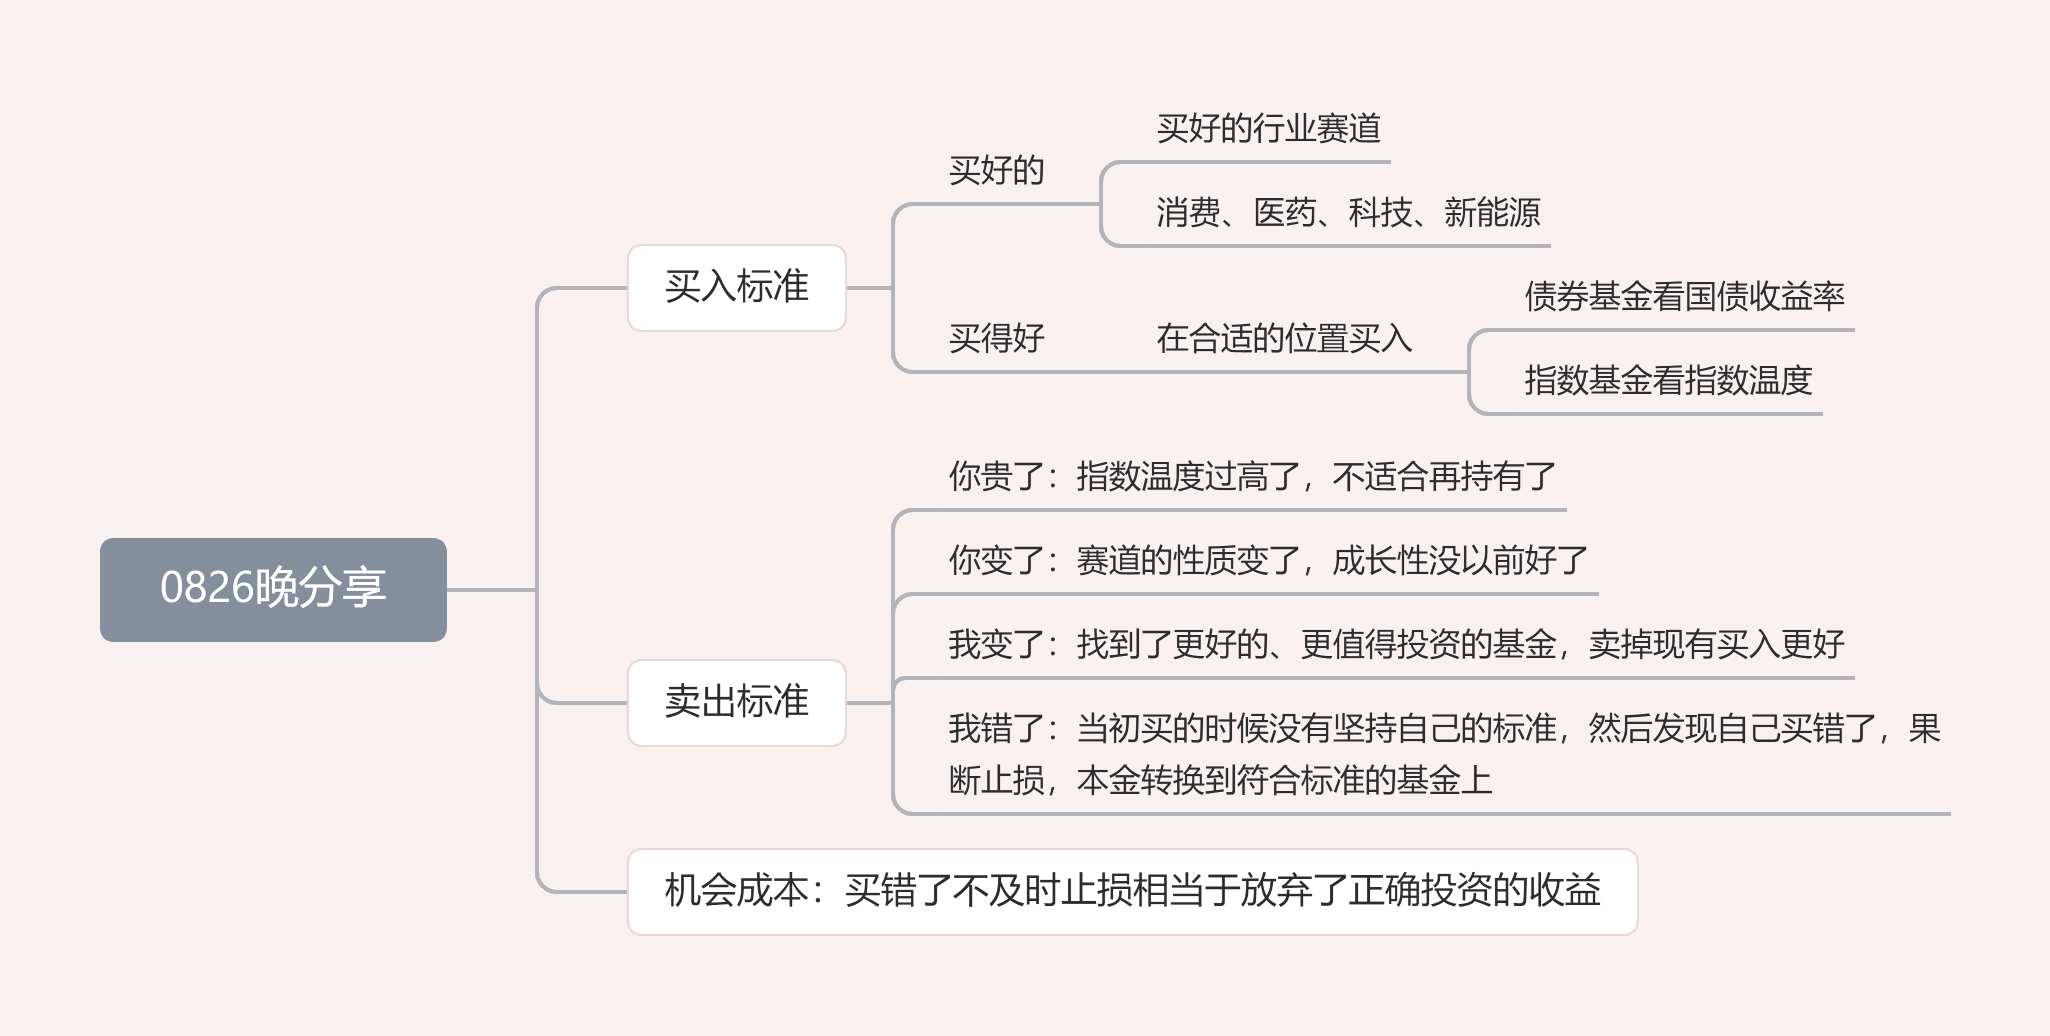 0826晚分享
买入标准
买好的
买好的行业赛道
消费、医药、科技、新能源
买得好
在合适的位置买入
债券基金看国债收益率
指数基金看指数温度
卖出标准
你贵了：指数温度过高了，不适合再持有了
你变了：赛道的性质变了，成长性没以前好了
我变了：找到了更好的、更值得投资的基金，卖掉现有买入更好
我错了：当初买的时候没有坚持自己的标准，然后发现自己买错了，果
断止损，本金转换到符合标准的基金上
机会成本：买错了不及时止损相当于放弃了正确投资的收益